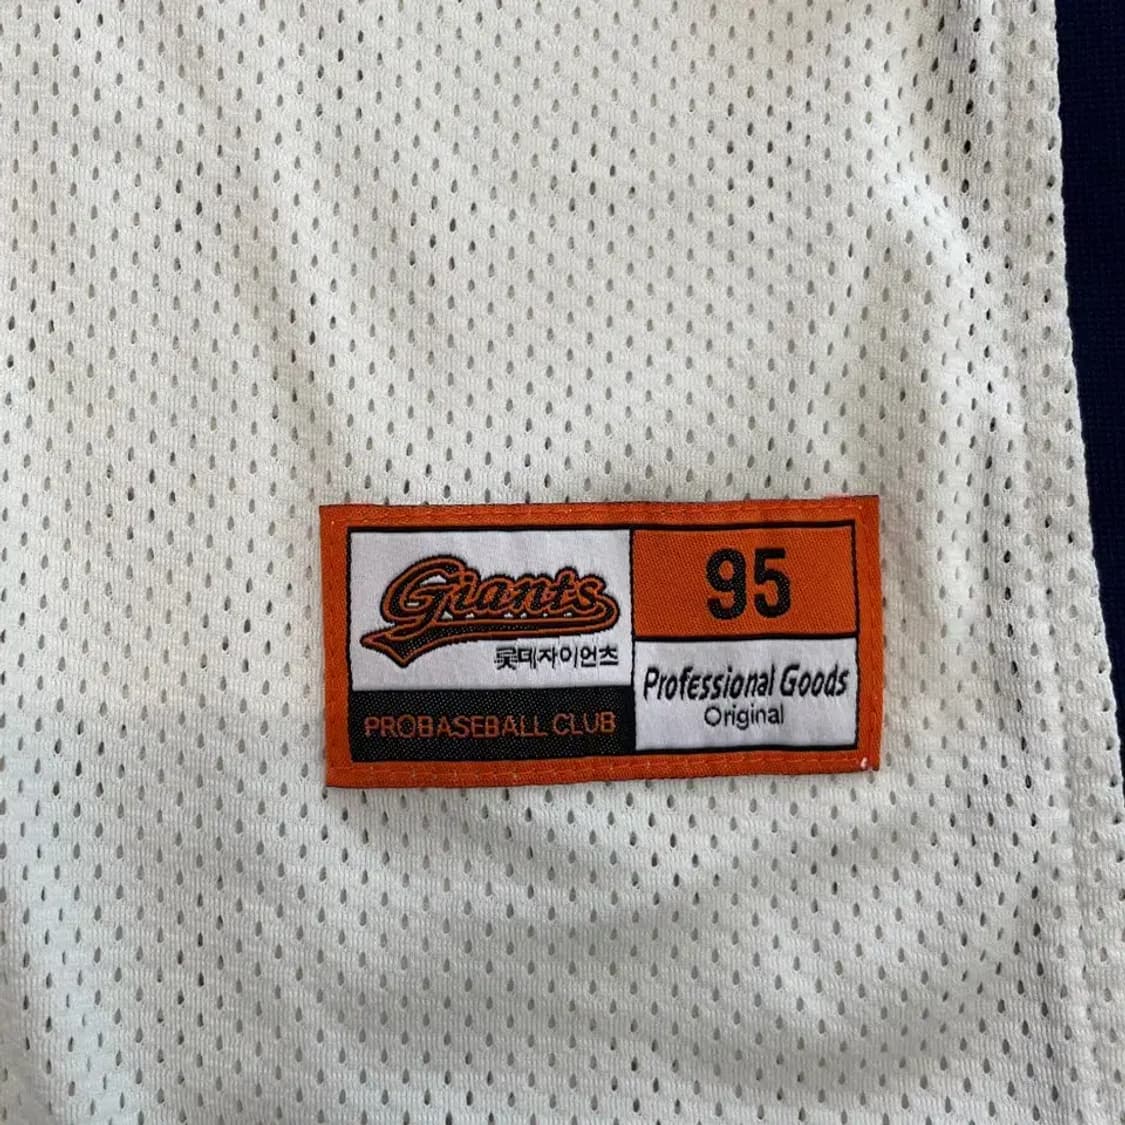 Giants
롯데자이언츠
PROBASEBALL CLUB
95
Professional Goods
Original